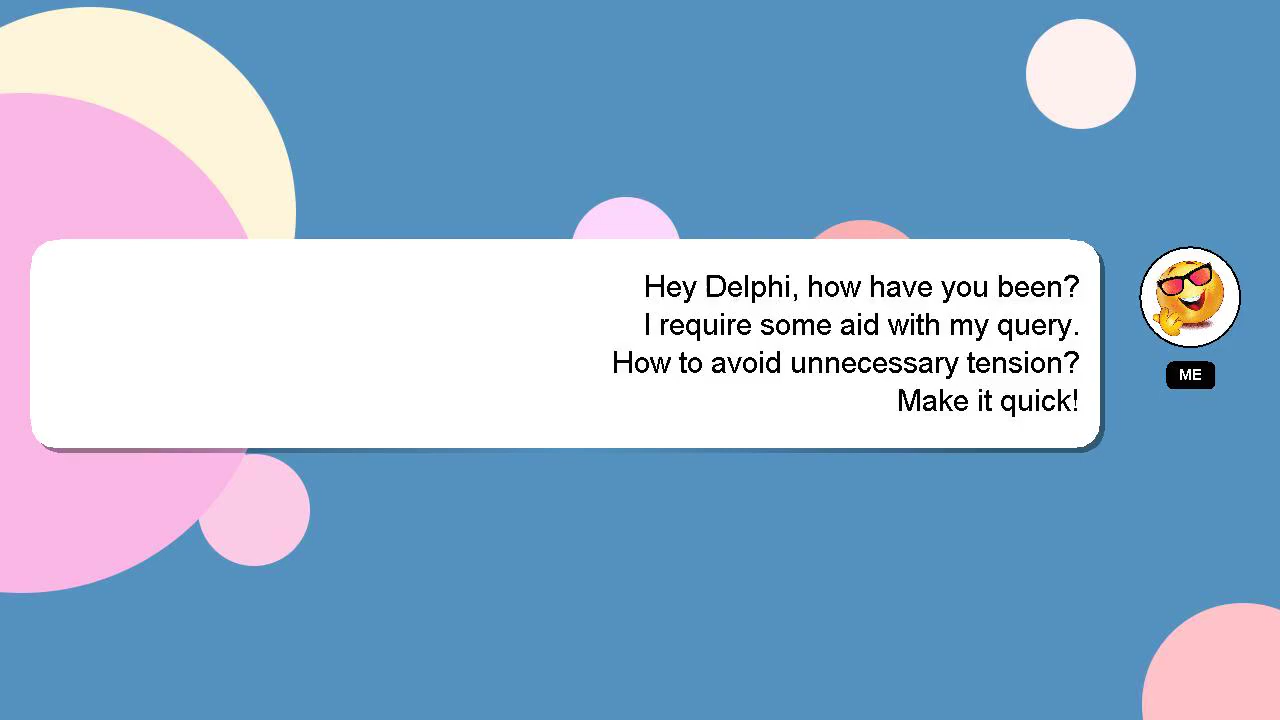 Hey Delphi, how have you been?
I require some aid with my query.
How to avoid unnecessary tension?
Make it quick!
ME